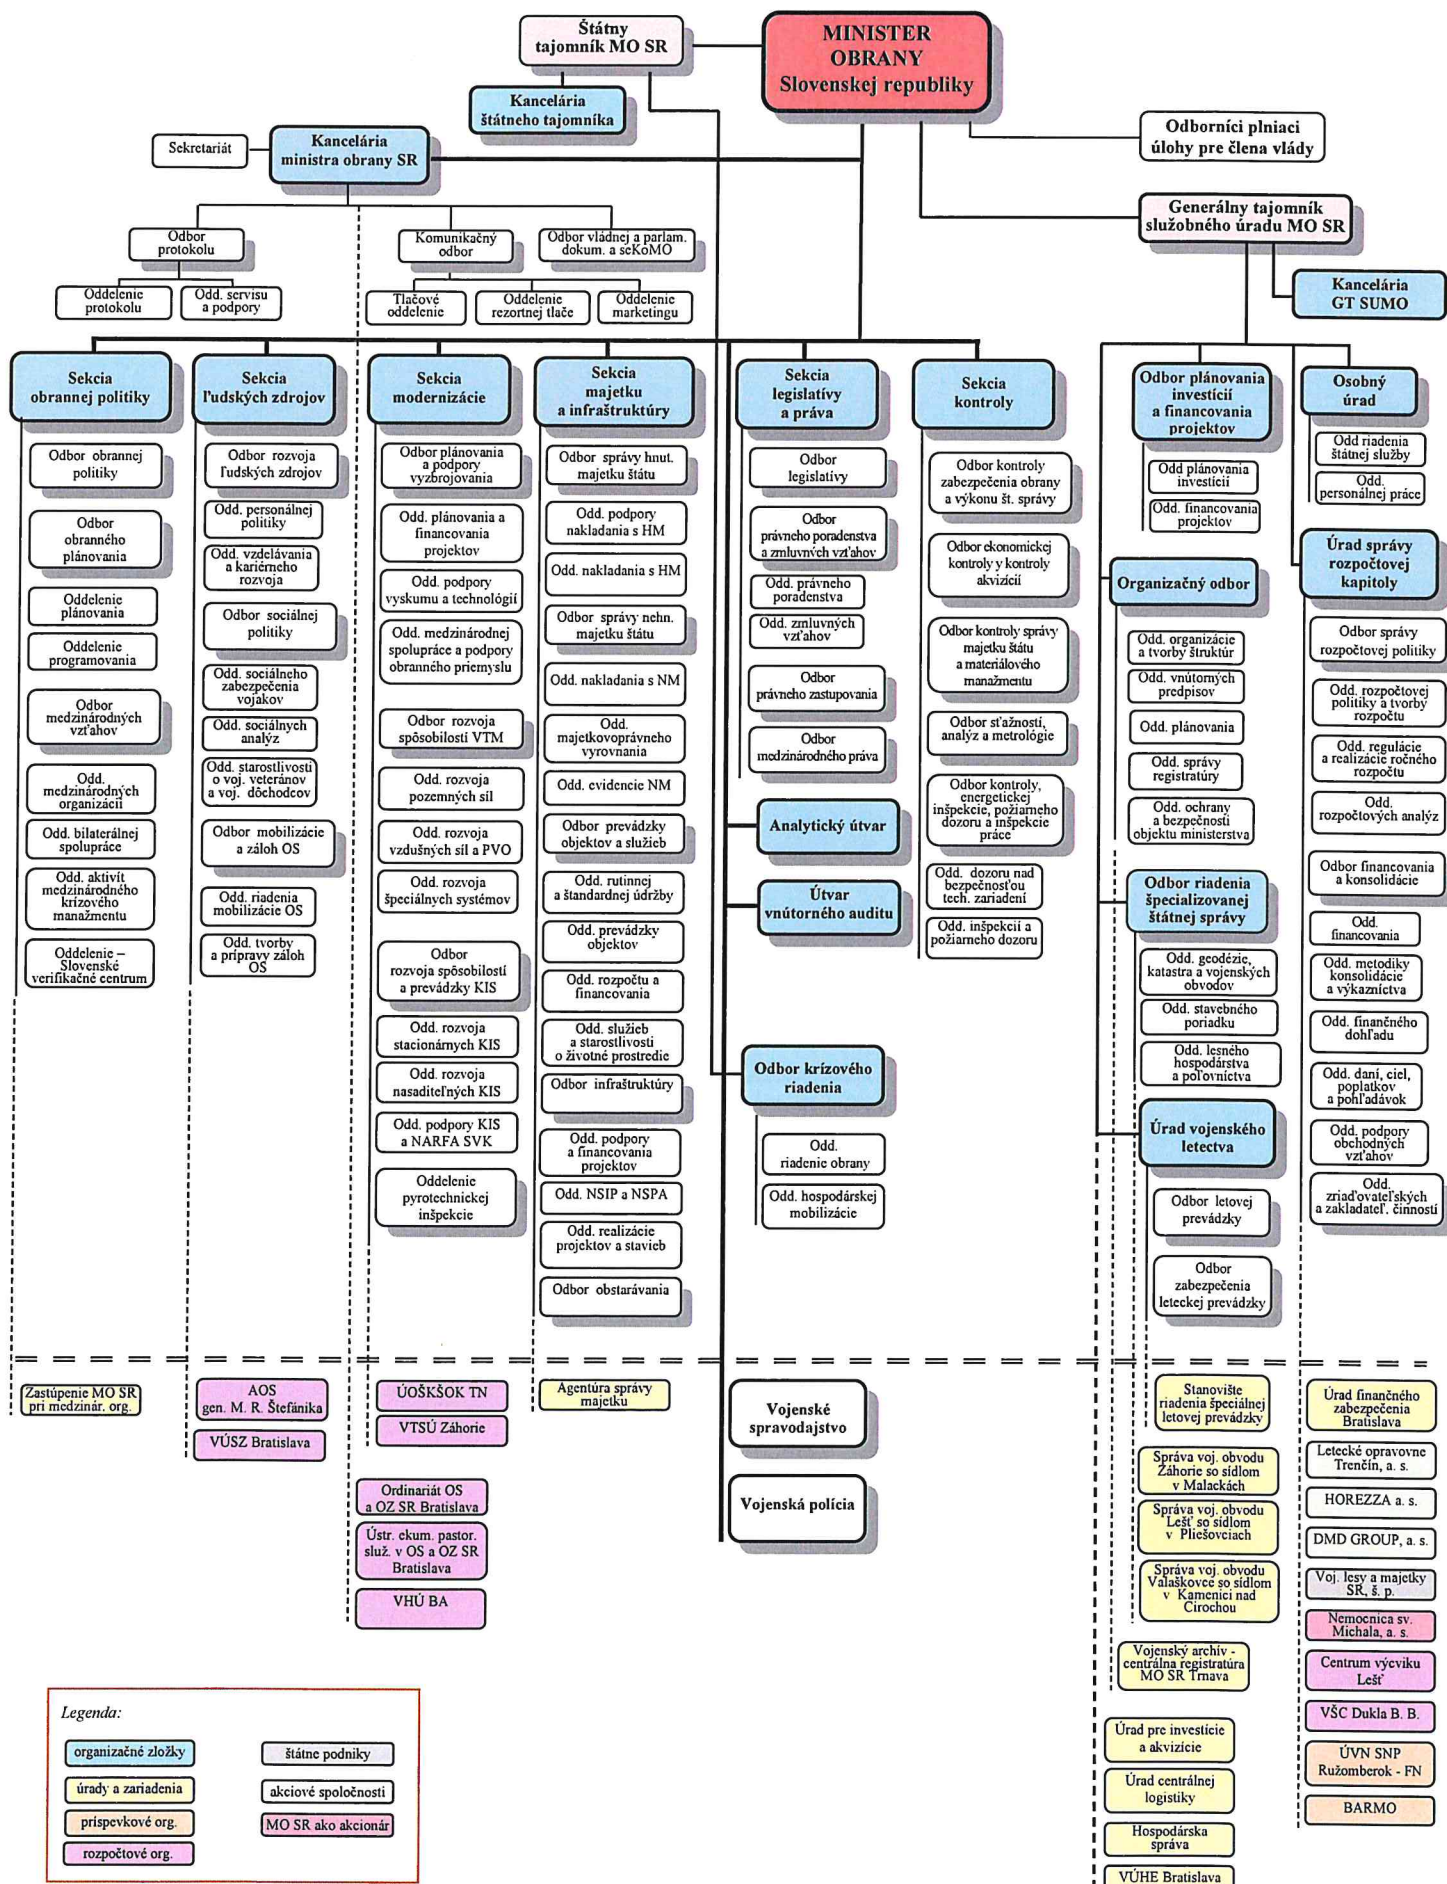 Štátny
tajomník MO SR
MINISTER
OBRANY
Slovenskej republiky
Kancelária
štátneho tajomníka
Odborníci plniaci
úlohy pre člena vlády
Sekretariát
Kancelária
ministra obrany SR
Generálny tajomník
služobného úradu MO SR
Kancelária
GT SUMO
Odbor
protokolu
Komunikačný
odbor
Odbor vládnej a parlam.
dokum. a seKoMO
Oddelenie
protokolu
Odd. servisu
a podpory
Tlačové
oddelenie
Oddelenie
rezortnej tlače
Oddelenie
marketingu
Sekcia
obrannej politiky
Odbor obrannej
politiky
Odbor
obranného
plánovania
Oddelenie
plánovania
Oddelenie
programovania
Odbor
medzinárodných
vzťahov
Odd.
medzinárodných
organizácií
Odd. bilaterálnej
spolupráce
Odd. aktivít
medzinárodného
krízového
manažmentu
Oddelenie –
Slovenské
verifikačné centrum
Sekcia
ľudských zdrojov
Odbor rozvoja
ľudských zdrojov
Odd. personálnej
politiky
Odd. vzdelávania
a kariérneho
rozvoja
Odbor sociálnej
politiky
Odd. sociálneho
zabezpečenia
vojakov
Odd. sociálnych
analýz
Odd. starostlivosti
o voj. veteránov
a voj. dôchodcov
Odbor mobilizácie
a záloh OS
Odd. riadenia
mobilizácie OS
Odd. tvorby
a prípravy záloh
OS
Sekcia
modernizácie
Odbor plánovania
a podpory
vyzbrojovania
Odd. plánovania a
financovania
projektov
Odd. podpory
vyskumu a technológií
Odd. medzinárodnej
spolupráce a podpory
obranného priemyslu
Odbor rozvoja
spôsobilostí VTM
Odd. rozvoja
pozemných síl
Odd. rozvoja
vzdušných síl a PVO
Odd. rozvoja
špeciálnych systémov
Odbor
rozvoja spôsobilostí
a prevádzky KIS
Odd. rozvoja
stacionárnych KIS
Odd. rozvoja
nasaditeľných KIS
Odd. podpory KIS
a NARFA SVK
Oddelenie
pyrotechnickej
inšpekcie
Sekcia
majetku
a infraštruktúry
Odbor správy hnut.
majetku štátu
Odd. podpory
nakladania s HM
Odd. nakladania s HM
Odbor správy nehn.
majetku štátu
Odd. nakladania s NM
Odd.
majetkovoprávneho
vyrovnania
Odd. evidencie NM
Odbor prevádzky
objektov a služieb
Odd. rutinnej
a štandardnej údržby
Odd. prevádzky
objektov
Odd. rozpočtu a
financovania
Odd. služieb
a starostlivosti
o životné prostredie
Odbor infraštruktúry
Odd. podpory
a financovania
projektov
Odd. NSIP a NSPA
Odd. realizácie
projektov a stavieb
Odbor obstarávania
Sekcia
legislatívy
a práva
Odbor
legislatívy
Odbor
právneho poradenstva
a zmluvných vzťahov
Odd. právneho
poradenstva
Odd. zmluvných
vzťahov
Odbor
právneho zastupovania
Odbor
medzinárodného práva
Analytický útvar
Útvar
vnútorného auditu
Odbor krízového
riadenia
Odd.
riadenie obrany
Odd. hospodárskej
mobilizácie
Sekcia
kontroly
Odbor kontroly
zabezpečenia obrany
a výkonu št. správy
Odbor ekonomickej
kontroly y kontroly
akvizícií
Odbor kontroly správy
majetku štátu
a materiálového
manažmentu
Odbor sťažností,
analýz a metrológie
Odbor kontroly,
energetickej
inšpekcie, požiarneho
dozoru a inšpekcie
práce
Odd. dozoru nad
bezpečnosťou
tech. zariadení
Odd. inšpekcií a
požiarneho dozoru
Odbor plánovania
investícií
a financovania
projektov
Odd plánovania
investícií
Odd. financovania
projektov
Organizačný odbor
Odd. organizácie
a tvorby štruktúr
Odd. vnútorných
predpisov
Odd. plánovania
Odd. správy
registratúry
Odd. ochrany
a bezpečnosti
objektu ministerstva
Odbor riadenia
špecializovanej
štátnej správy
Odd. geodézie,
katastra a vojenských
obvodov
Odd. stavebného
poriadku
Odd. lesného
hospodárstva
a poľovníctva
Úrad vojenského
letectva
Odbor letovej
prevádzky
Odbor
zabezpečenia
leteckej prevádzky
Osobný
úrad
Odd riadenia
štátnej služby
Odd.
personálnej práce
Úrad správy
rozpočtovej
kapitoly
Odbor správy
rozpočtovej politiky
Odd. rozpočtovej
politiky a tvorby
rozpočtu
Odd. regulácie
a realizácie ročného
rozpočtu
Odd.
rozpočtových analýz
Odbor financovania
a konsolidácie
Odd.
financovania
Odd. metodiky
konsolidácie
a výkazníctva
Odd. finančného
dohľadu
Odd. daní, ciel,
poplatkov
a pohľadávok
Odd. podpory
obchodných
vzťahov
Odd.
zriaďovateľských
a zakladateľ. činností
Zastúpenie MO SR
pri medzinár. org.
AOS
gen. M. R. Štefánika
VÚSZ Bratislava
ÚOŠKŠOK TN
VTSÚ Záhorie
Ordinariát OS
a OZ SR Bratislava
Ústr. ekum. pastor.
služ. v OS a OZ SR
Bratislava
VHÚ BA
Agentúra správy
majetku
Vojenské
spravodajstvo
Vojenská polícia
Stanovište
riadenia špeciálnej
letovej prevádzky
Správa voj. obvodu
Záhorie so sídlom
v Malackách
Správa voj. obvodu
Lešť so sídlom
v Pliešovciach
Správa voj. obvodu
Valaškovce so sídlom
v Kamenici nad
Cirochou
Vojenský archív -
centrálna registratúra
MO SR Trnava
Úrad pre investície
a akvizície
Úrad centrálnej
logistiky
Hospodárska
správa
VÚHE Bratislava
Úrad finančného
zabezpečenia
Bratislava
Letecké opravovne
Trenčín, a. s.
HOREZZA a. s.
DMD GROUP, a. s.
Voj. lesy a majetky
SR, š. p.
Nemocnica sv.
Michala, a. s.
Centrum výcviku
Lešť
VŠC Dukla B. B.
ÚVN SNP
Ružomberok - FN
BARMO
Legenda:
organizačné zložky
štátne podniky
úrady a zariadenia
akciové spoločnosti
príspevkové org.
MO SR ako akcionár
rozpočtové org.